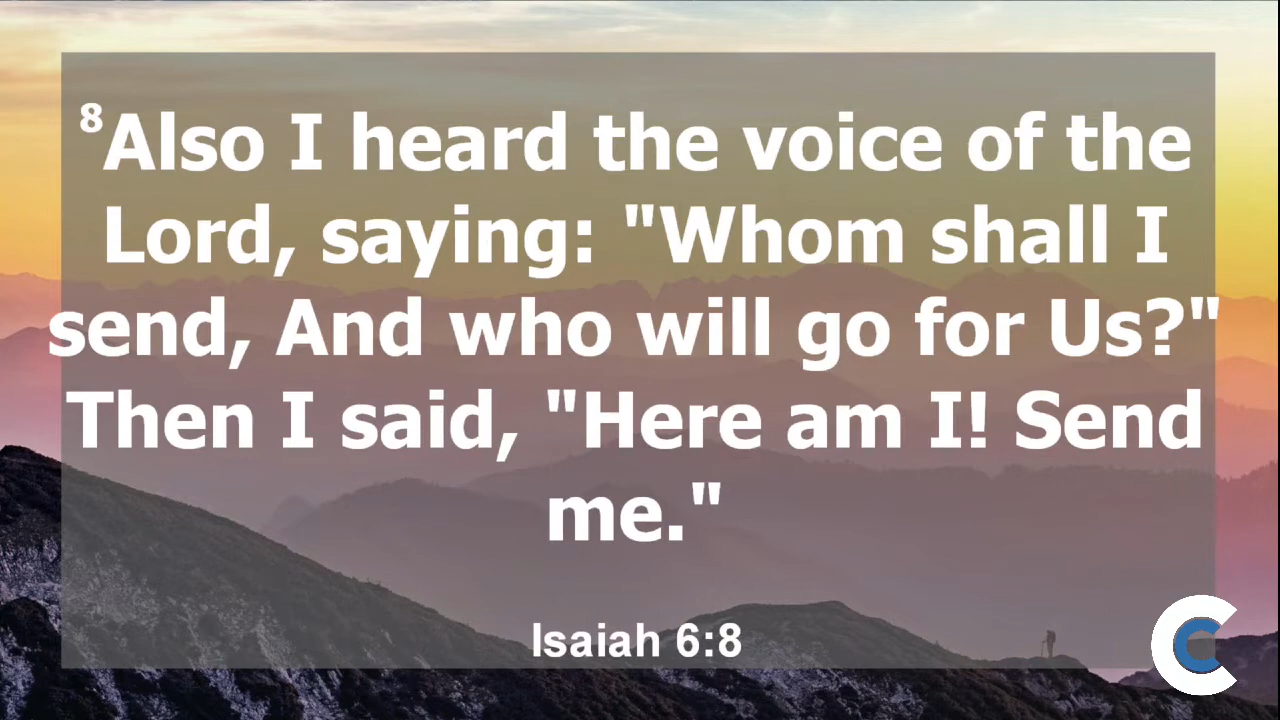 ⁸Also I heard the voice of the
Lord, saying: "Whom shall I
send, And who will go for Us?"
Then I said, "Here am I! Send
me."
Isaiah 6:8
CC